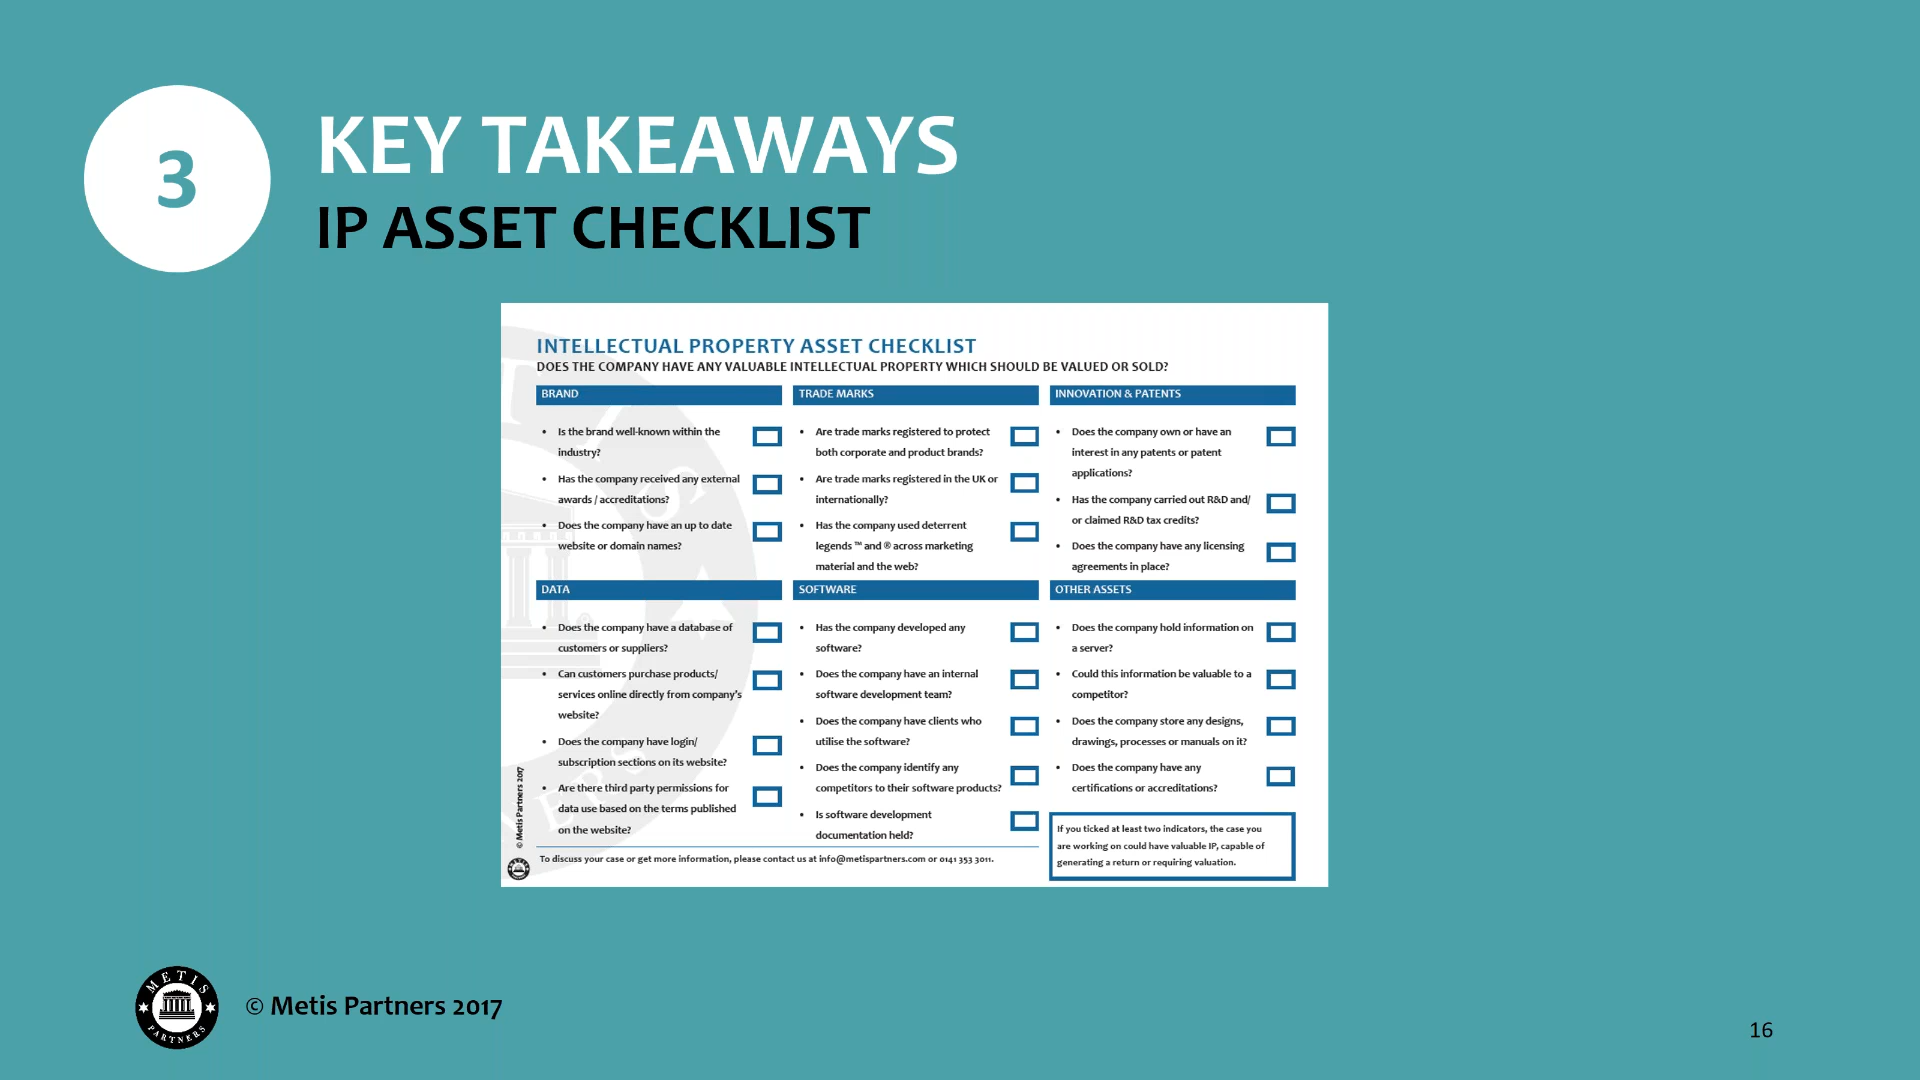 3
KEY TAKEAWAYS
IP ASSET CHECKLIST
INTELLECTUAL PROPERTY ASSET CHECKLIST
DOES THE COMPANY HAVE ANY VALUABLE INTELLECTUAL PROPERTY WHICH SHOULD BE VALUED OR SOLD?
BRAND
• Is the brand well-known within the
industry?
• Has the company received any external
awards / accreditations?
• Does the company have an up to date
website or domain names?
TRADE MARKS
• Are trade marks registered to protect
both corporate and product brands?
• Are trade marks registered in the UK or
internationally?
• Has the company used deterrent
legends ™ and ® across marketing
material and the web?
INNOVATION & PATENTS
• Does the company own or have an
interest in any patents or patent
applications?
• Has the company carried out R&D and/
or claimed R&D tax credits?
• Does the company have any licensing
agreements in place?
DATA
• Does the company have a database of
customers or suppliers?
• Can customers purchase products/
services online directly from company's
website?
• Does the company have login/
subscription sections on its website?
• Are there third party permissions for
data use based on the terms published
on the website?
SOFTWARE
• Has the company developed any
software?
• Does the company have an internal
software development team?
• Does the company have clients who
utilise the software?
• Does the company identify any
competitors to their software products?
• Is software development
documentation held?
OTHER ASSETS
• Does the company hold information on
a server?
• Could this information be valuable to a
competitor?
• Does the company store any designs,
drawings, processes or manuals on it?
• Does the company have any
certifications or accreditations?
If you ticked at least two indicators, the case you
are working on could have valuable IP, capable of
generating a return or requiring valuation.
To discuss your case or get more information, please contact us at info@metispartners.com or 0141 353 3011.
© Metis Partners 2017
METIS
PARTNERS
© Metis Partners 2017
16